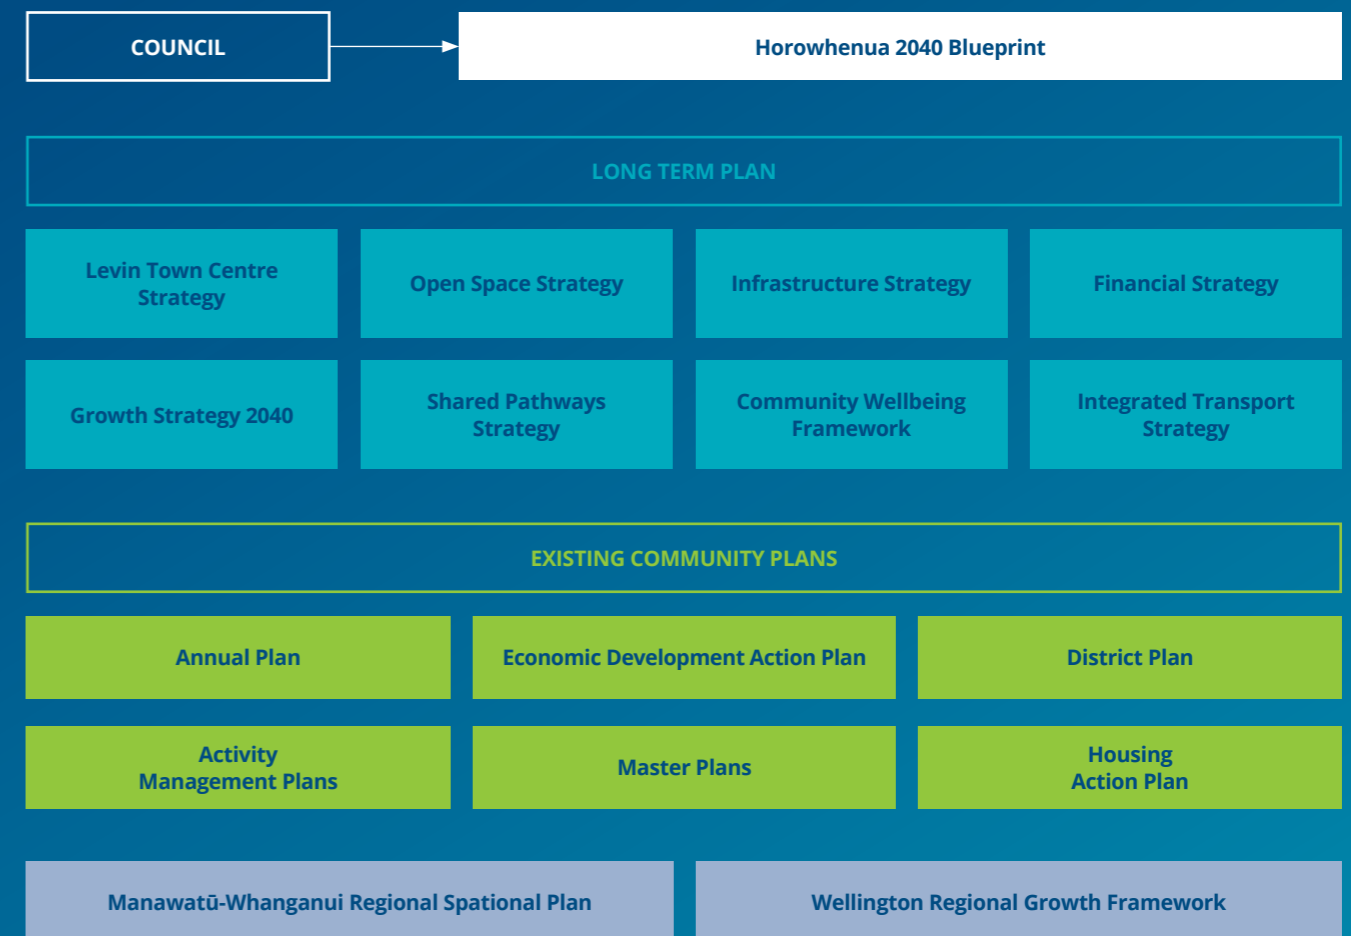 COUNCIL
Horowhenua 2040 Blueprint
LONG TERM PLAN
Levin Town Centre
Strategy
Open Space Strategy
Infrastructure Strategy
Financial Strategy
Growth Strategy 2040
Shared Pathways
Strategy
Community Wellbeing
Framework
Integrated Transport
Strategy
EXISTING COMMUNITY PLANS
Annual Plan
Economic Development Action Plan
District Plan
Activity
Management Plans
Master Plans
Housing
Action Plan
Manawatū-Whanganui Regional Spational Plan
Wellington Regional Growth Framework